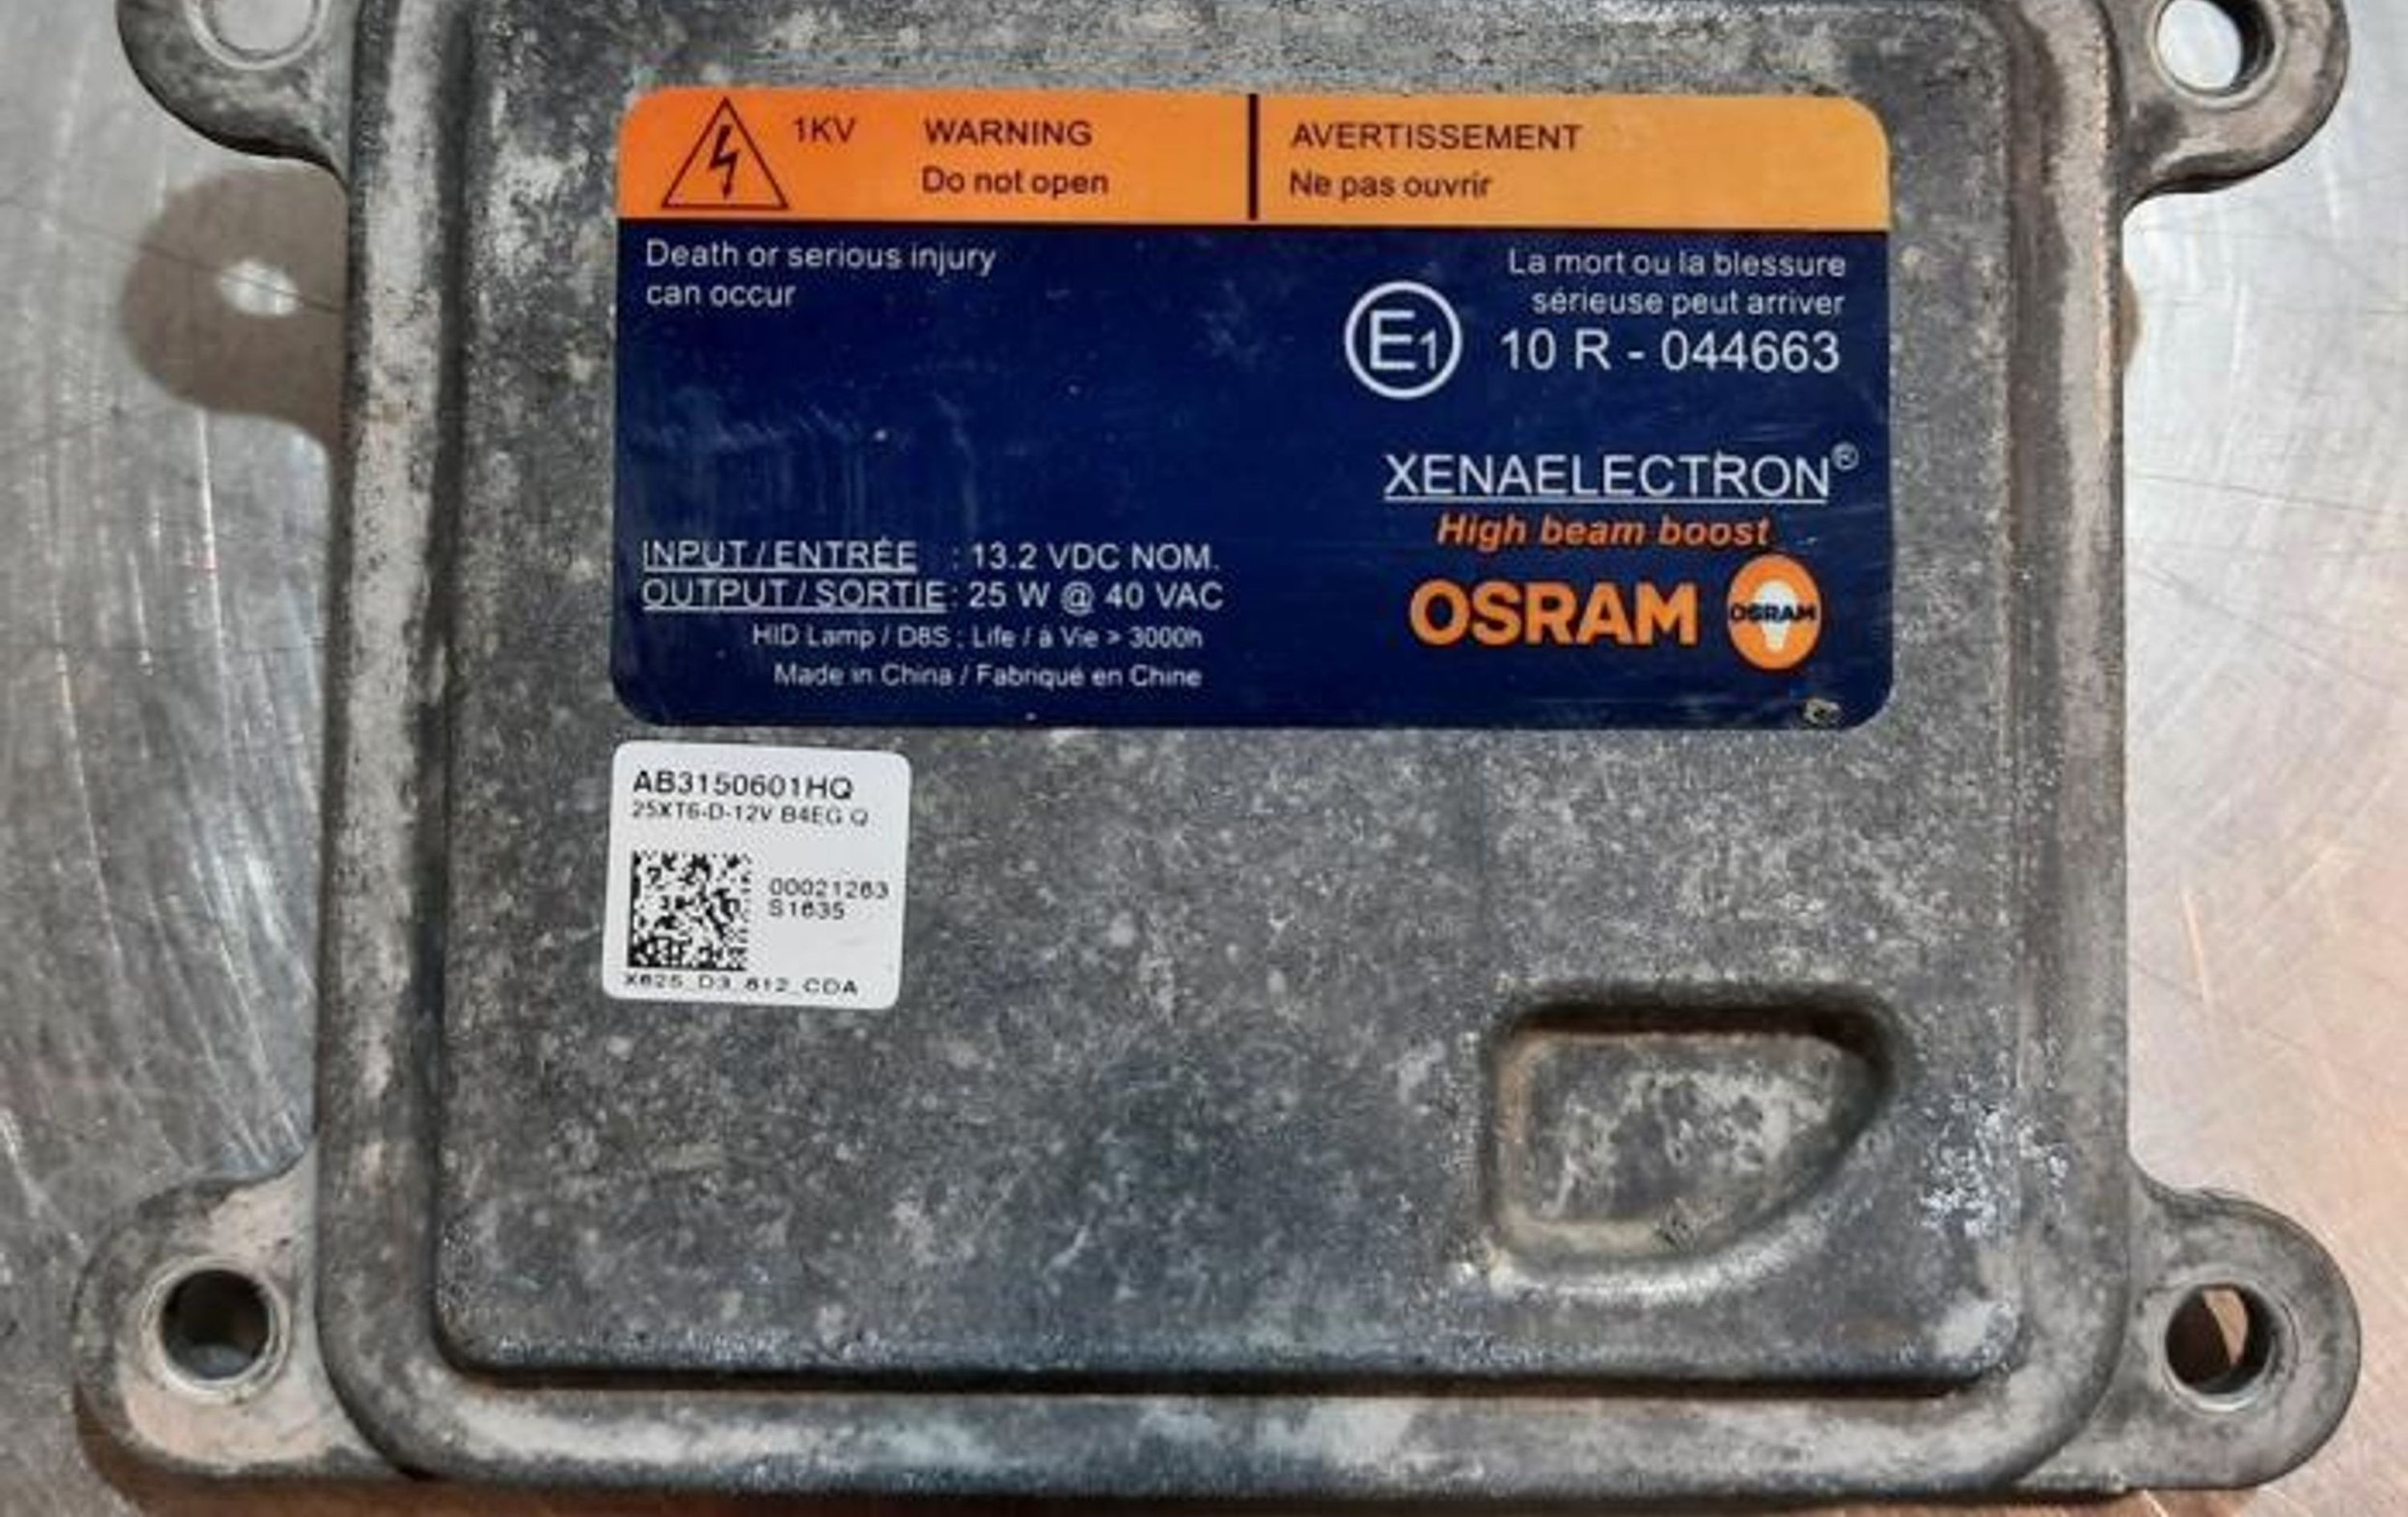 1KV WARNING
Do not open
AVERTISSEMENT
Ne pas ouvrir
Death or serious injury
can occur
La mort ou la blessure
sérieuse peut arriver
E1 10 R - 044663
XENAELECTRON®
High beam boost
OSRAM OSRAM
INPUT / ENTRÉE : 13.2 VDC NOM.
OUTPUT / SORTIE : 25 W @ 40 VAC
HID Lamp / D8S : Life / à Vie > 3000h
Made in China / Fabriqué en Chine
AB3150601HQ
25XT6-D-12V B4EG Q
00021263
S1635
X625_D3_612_CDA